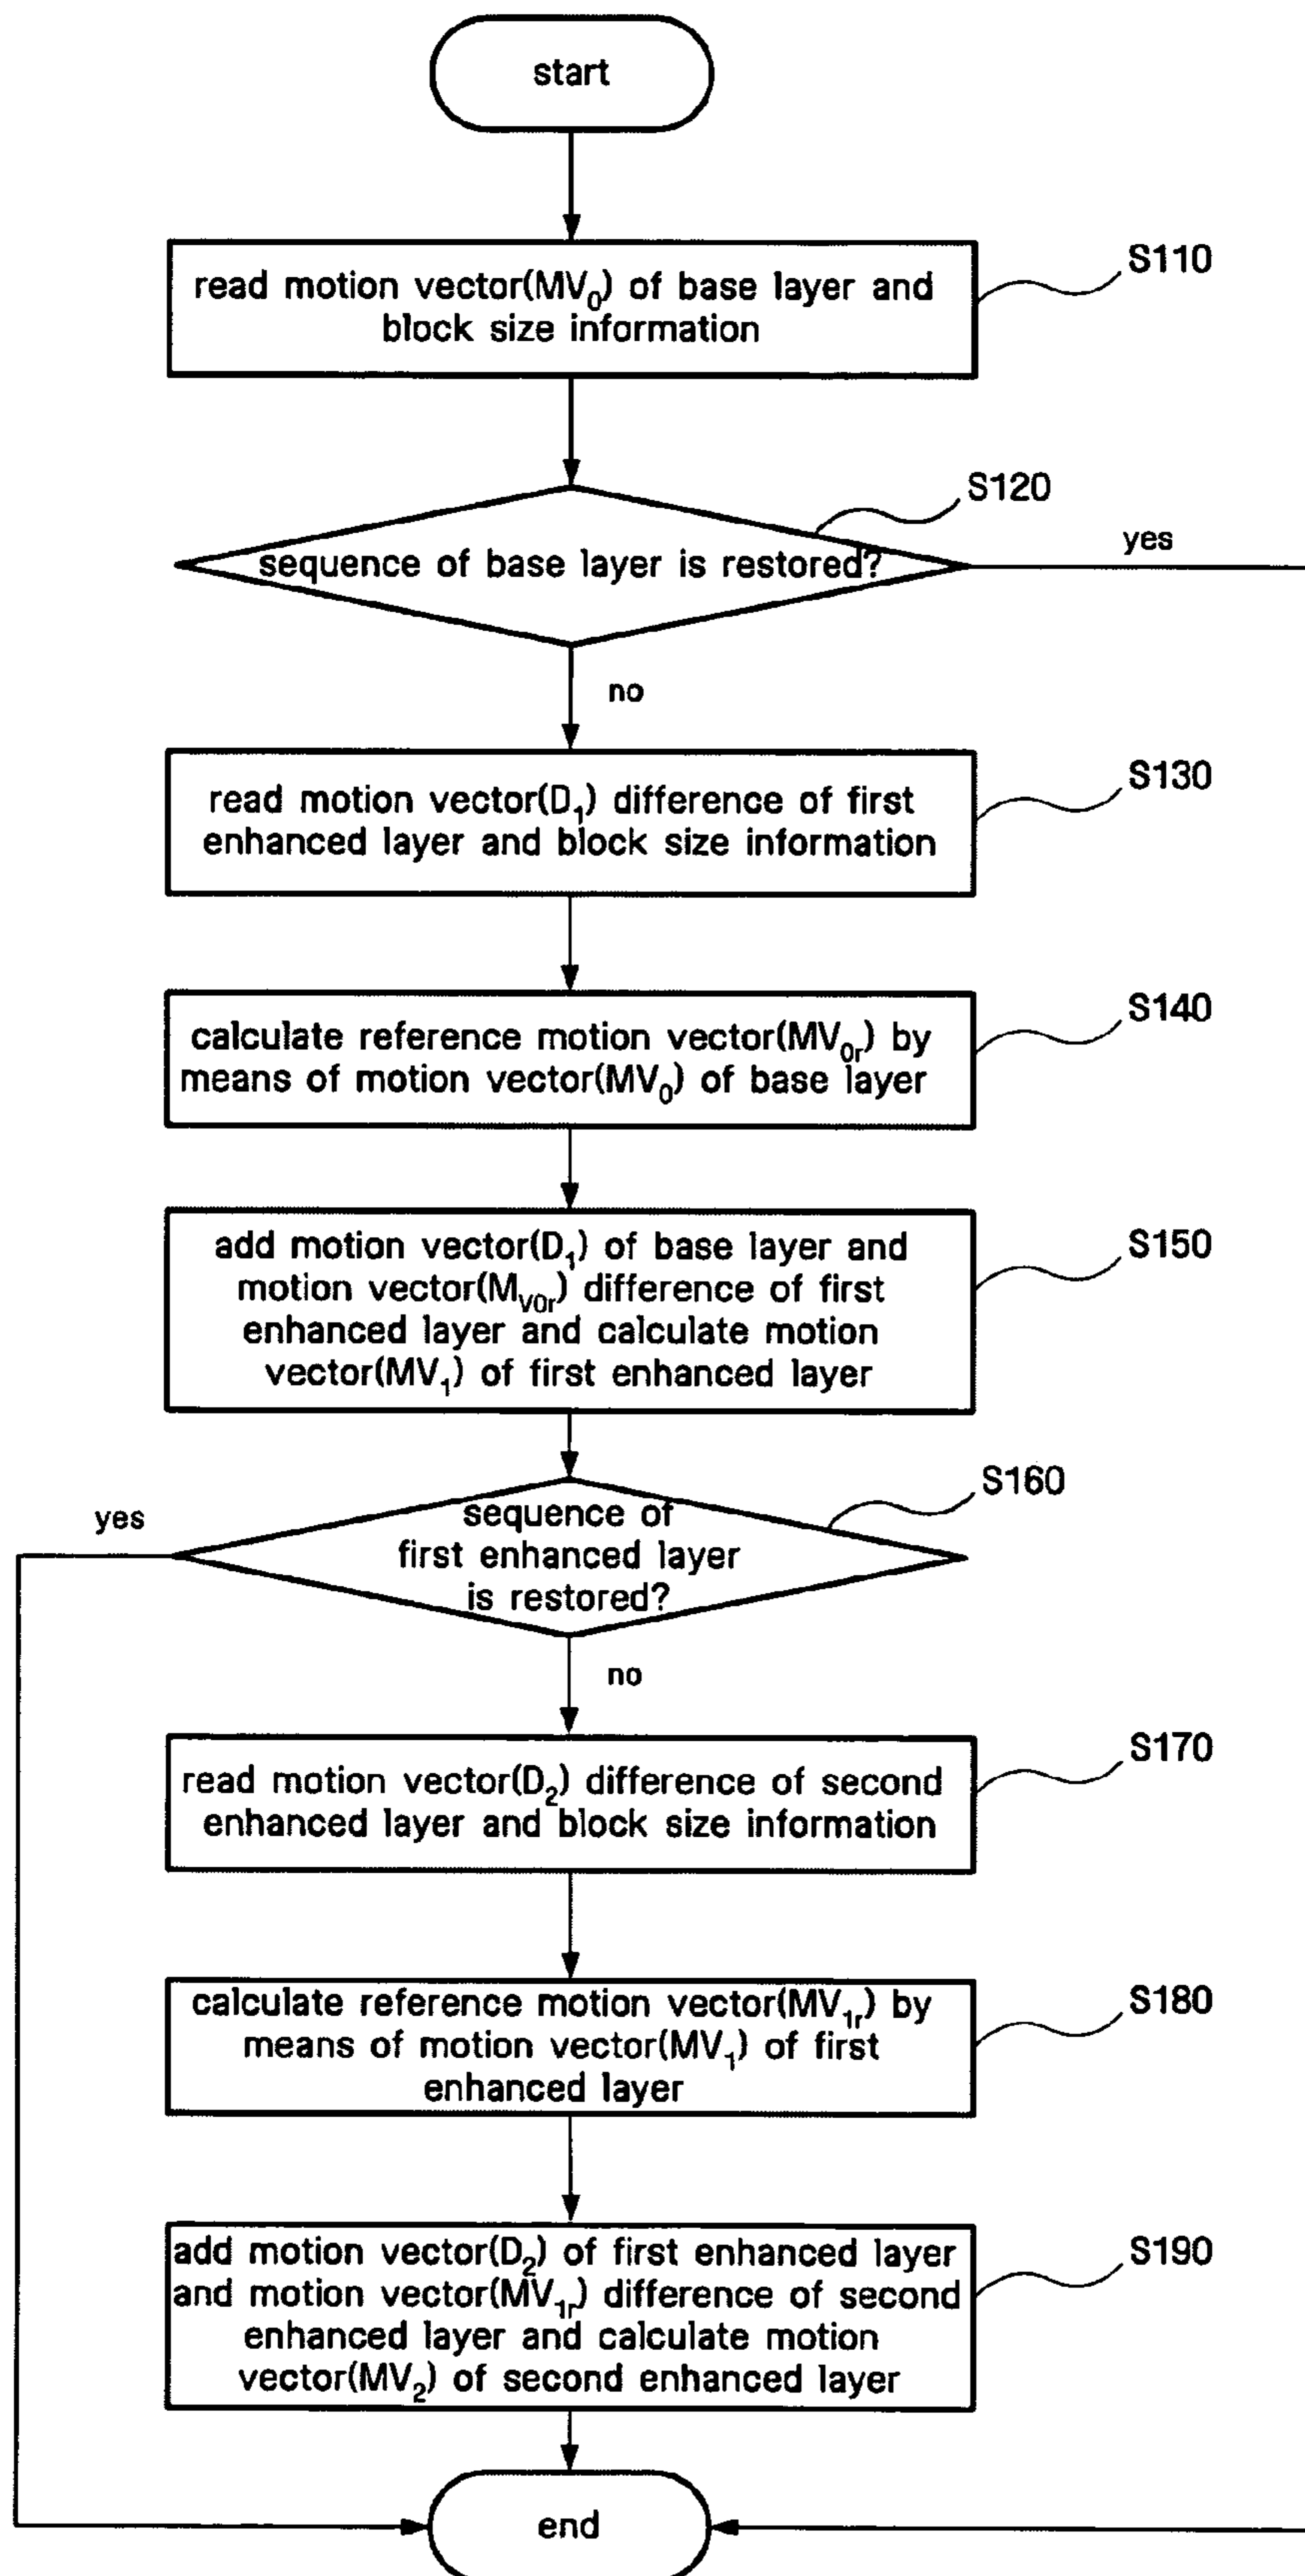 start
S110
read motion vector(MV₀) of base layer and
block size information
S120
sequence of base layer is restored?
yes
no
S130
read motion vector(D₁) difference of first
enhanced layer and block size information
S140
calculate reference motion vector(MV₀ᵣ) by
means of motion vector(MV₀) of base layer
S150
add motion vector(D₁) of base layer and
motion vector(M_V0r) difference of first
enhanced layer and calculate motion
vector(MV₁) of first enhanced layer
S160
yes
sequence of
first enhanced layer
is restored?
no
S170
read motion vector(D₂) difference of second
enhanced layer and block size information
S180
calculate reference motion vector(MV₁ᵣ) by
means of motion vector(MV₁) of first
enhanced layer
S190
add motion vector(D₂) of first enhanced layer
and motion vector(MV₁ᵣ) difference of second
enhanced layer and calculate motion
vector(MV₂) of second enhanced layer
end